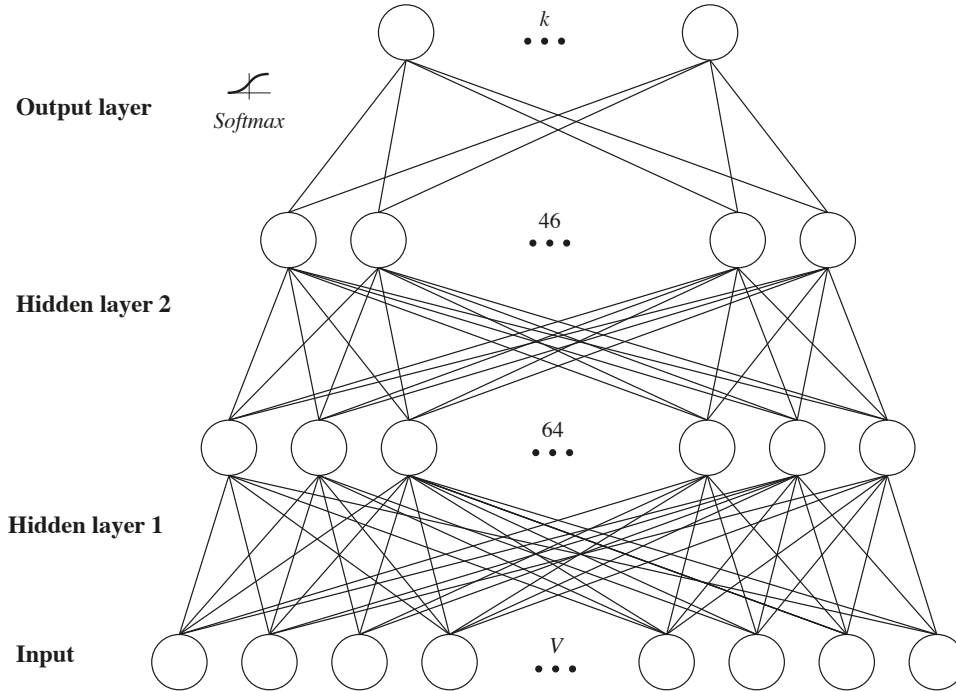 k
Output layer
Softmax
46
Hidden layer 2
64
Hidden layer 1
Input
V